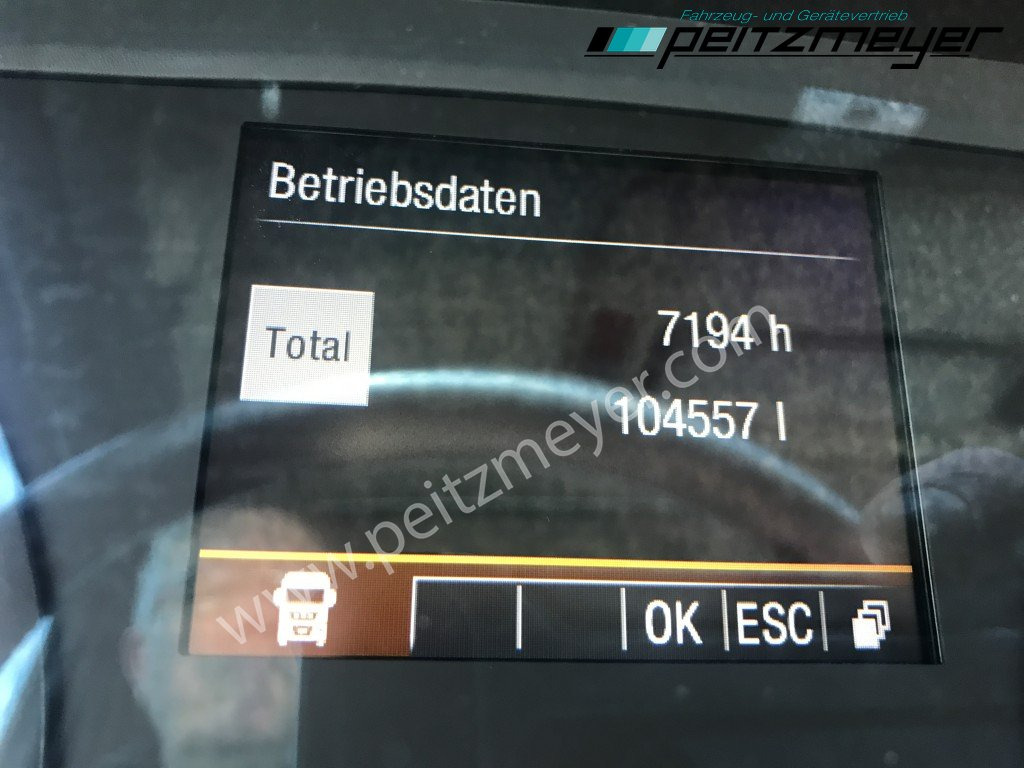 Fahrzeug- und Gerätevertrieb
peitzmeyer
Betriebsdaten
Total
7194 h
104557 l
www.peitzmeyer.com
OK
ESC